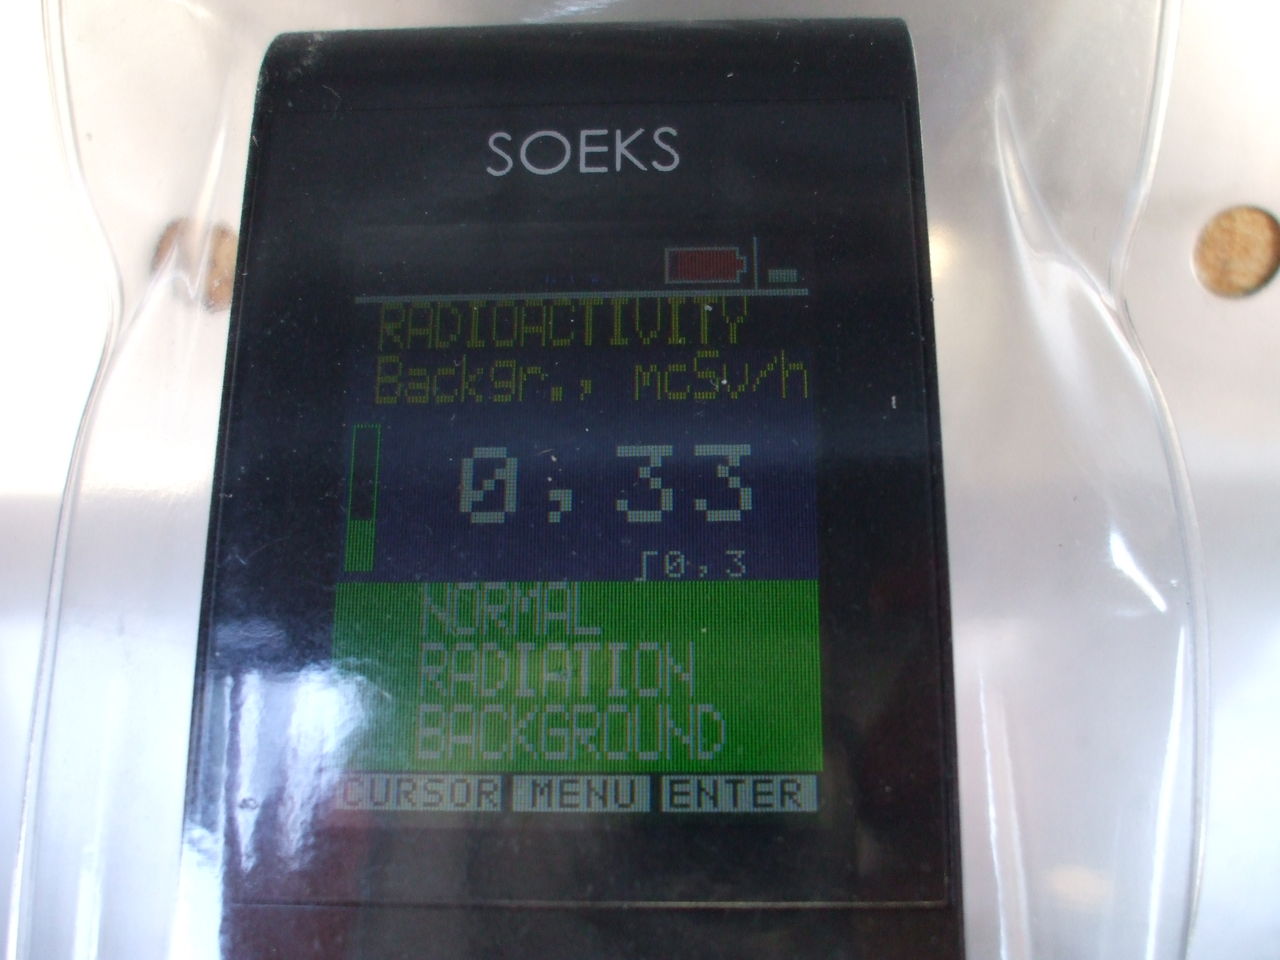 SOEKS
RADIOACTIVITY
Backgr., mcSv/h
0,33
∫0,3
NORMAL
RADIATION
BACKGROUND
CURSOR MENU ENTER